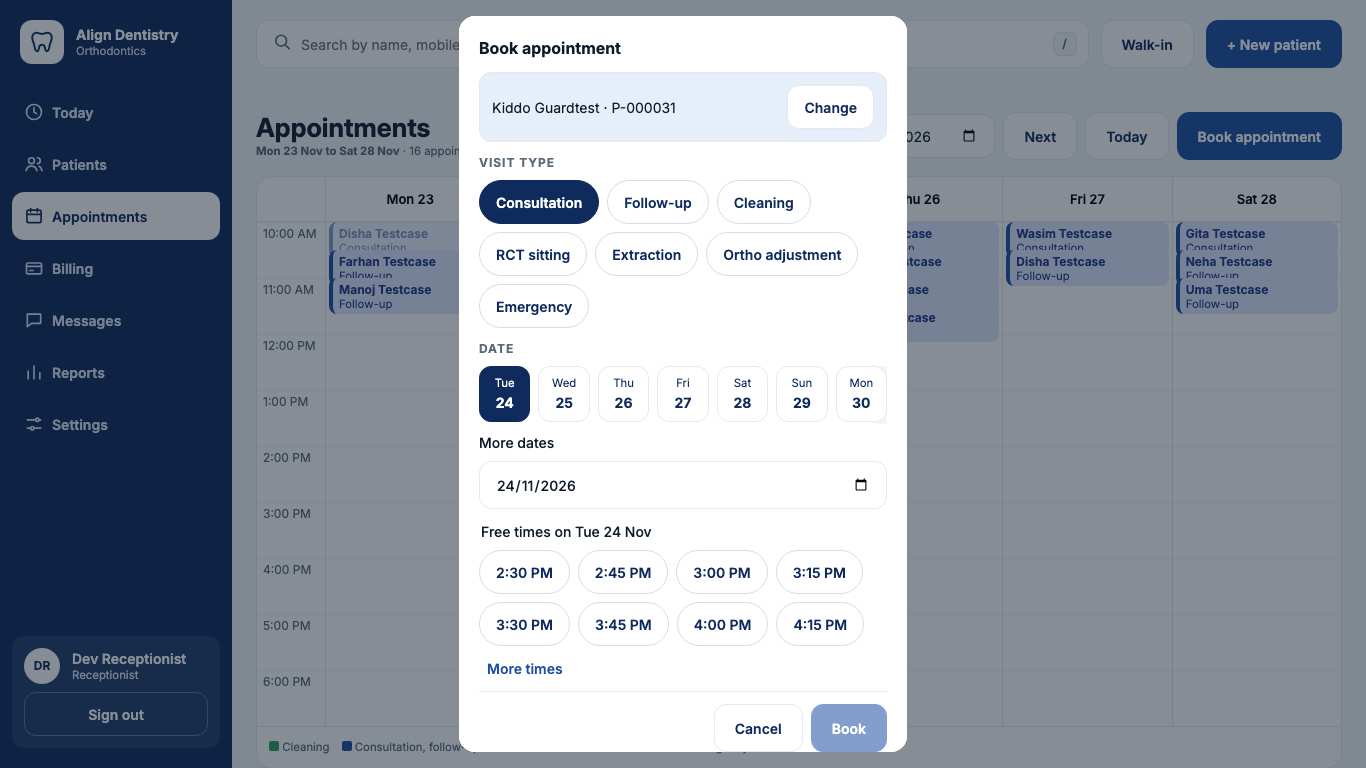 Align Dentistry
Orthodontics
Today
Patients
Appointments
Billing
Messages
Reports
Settings
DR
Dev Receptionist
Receptionist
Sign out
Search by name, mobile
/
Walk-in
+ New patient
Appointments
Mon 23 Nov to Sat 28 Nov · 16
Next
Today
Book appointment
Mon 23
26
Fri 27
Sat 28
10:00 AM
11:00 AM
12:00 PM
1:00 PM
2:00 PM
3:00 PM
4:00 PM
5:00 PM
6:00 PM
Disha Testcase
Consultation
Farhan Testcase
Follow-up
Manoj Testcase
Follow-up
Wasim Testcase
Consultation
Disha Testcase
Follow-up
Gita Testcase
Consultation
Neha Testcase
Follow-up
Uma Testcase
Follow-up
Cleaning
Consultation,
Book appointment
Kiddo Guardtest · P-000031
Change
VISIT TYPE
Consultation
Follow-up
Cleaning
RCT sitting
Extraction
Ortho adjustment
Emergency
DATE
Tue 24
Wed 25
Thu 26
Fri 27
Sat 28
Sun 29
Mon 30
More dates
24/11/2026
Free times on Tue 24 Nov
2:30 PM
2:45 PM
3:00 PM
3:15 PM
3:30 PM
3:45 PM
4:00 PM
4:15 PM
More times
Cancel
Book